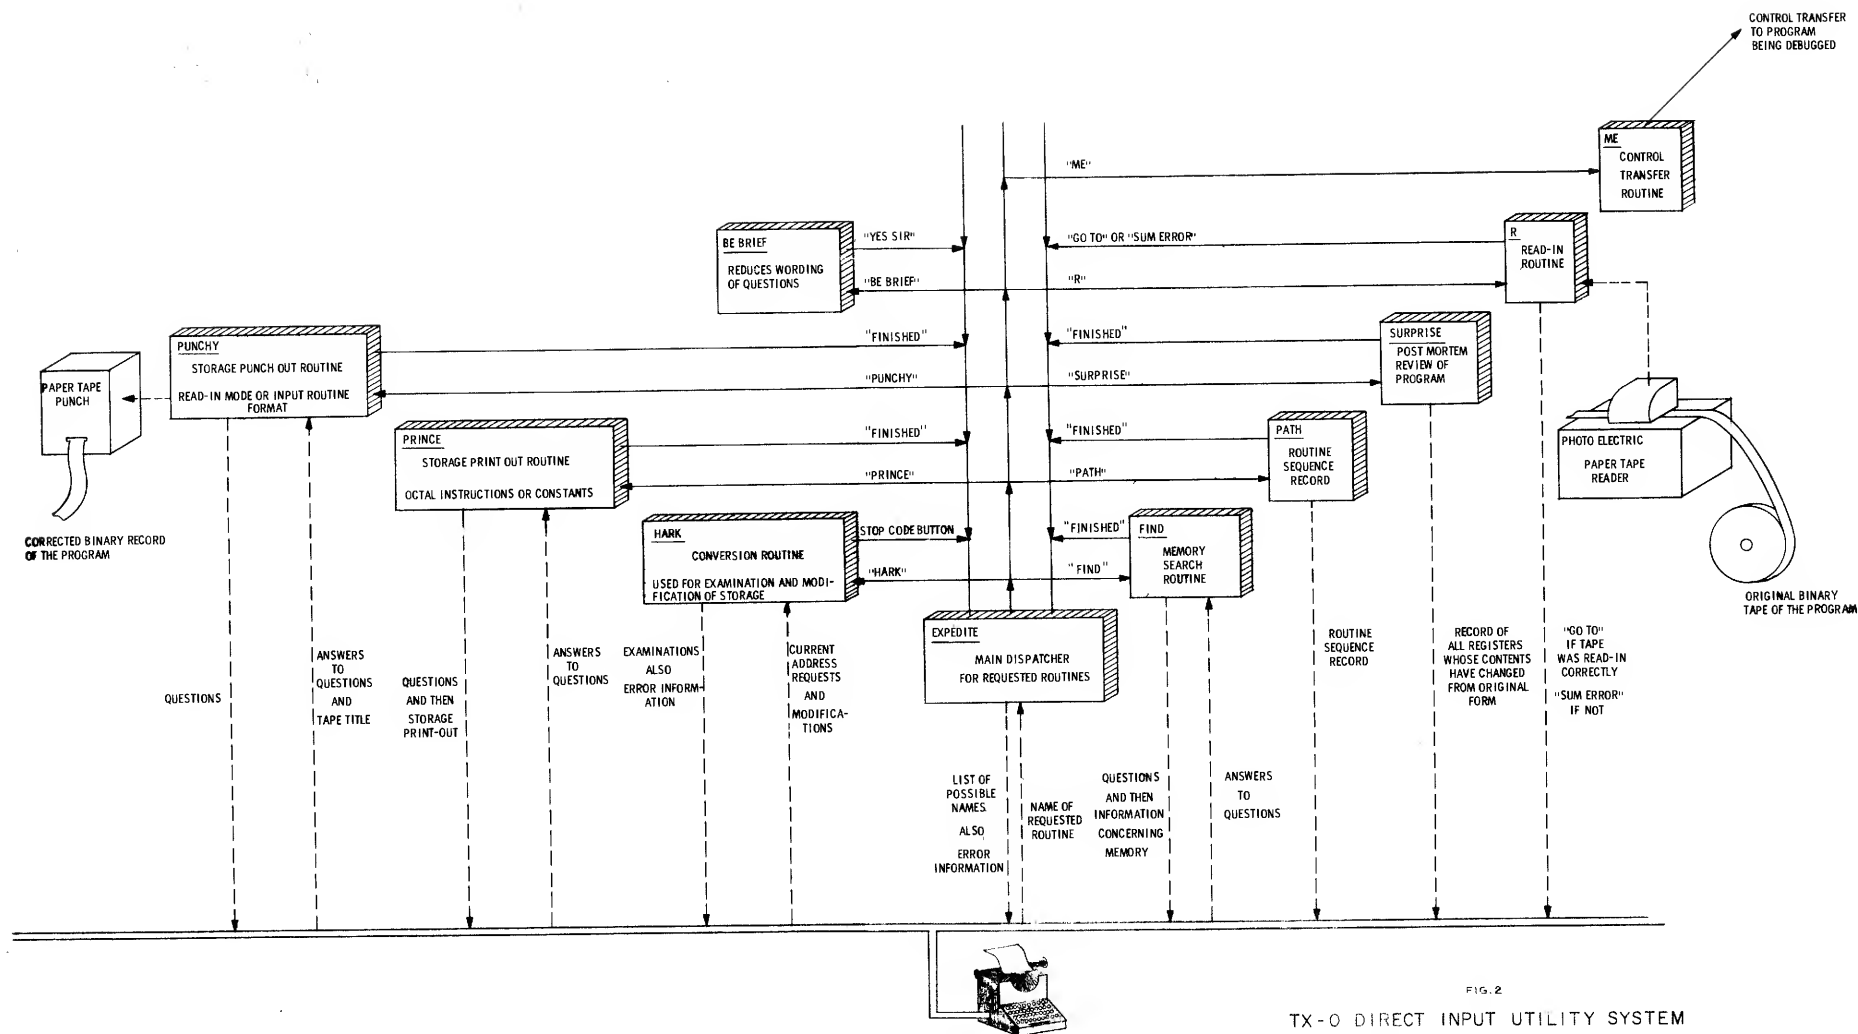 CONTROL TRANSFER
TO PROGRAM
BEING DEBUGGED
ME
CONTROL
TRANSFER
ROUTINE
"ME"
BE BRIEF
REDUCES WORDING
OF QUESTIONS
"YES SIR"
"BE BRIEF"
"GO TO" OR "SUM ERROR"
"R"
R
READ-IN
ROUTINE
PUNCHY
STORAGE PUNCH OUT ROUTINE
READ-IN MODE OR INPUT ROUTINE
FORMAT
"FINISHED"
"PUNCHY"
"FINISHED"
"SURPRISE"
SURPRISE
POST MORTEM
REVIEW OF
PROGRAM
PAPER TAPE
PUNCH
CORRECTED BINARY RECORD
OF THE PROGRAM
PRINCE
STORAGE PRINT OUT ROUTINE
OCTAL INSTRUCTIONS OR CONSTANTS
"FINISHED"
"PRINCE"
"FINISHED"
"PATH"
PATH
ROUTINE
SEQUENCE
RECORD
PHOTO ELECTRIC
PAPER TAPE
READER
ORIGINAL BINARY
TAPE OF THE PROGRAM
HARK
CONVERSION ROUTINE
USED FOR EXAMINATION AND MODI-
FICATION OF STORAGE
STOP CODE BUTTON
"HARK"
"FINISHED"
"FIND"
FIND
MEMORY
SEARCH
ROUTINE
EXPEDITE
MAIN DISPATCHER
FOR REQUESTED ROUTINES
QUESTIONS
ANSWERS
TO
QUESTIONS
AND
TAPE TITLE
QUESTIONS
AND THEN
STORAGE
PRINT-OUT
ANSWERS
TO
QUESTIONS
EXAMINATIONS
ALSO
ERROR INFORM-
ATION
CURRENT
ADDRESS
REQUESTS
AND
MODIFICA-
TIONS
LIST OF
POSSIBLE
NAMES.
ALSO
ERROR
INFORMATION
NAME OF
REQUESTED
ROUTINE
QUESTIONS
AND THEN
INFORMATION
CONCERNING
MEMORY
ANSWERS
TO
QUESTIONS
ROUTINE
SEQUENCE
RECORD
RECORD OF
ALL REGISTERS
WHOSE CONTENTS
HAVE CHANGED
FROM ORIGINAL
FORM
"GO TO"
IF TAPE
WAS READ-IN
CORRECTLY
"SUM ERROR"
IF NOT
FIG. 2
TX-O DIRECT INPUT UTILITY SYSTEM